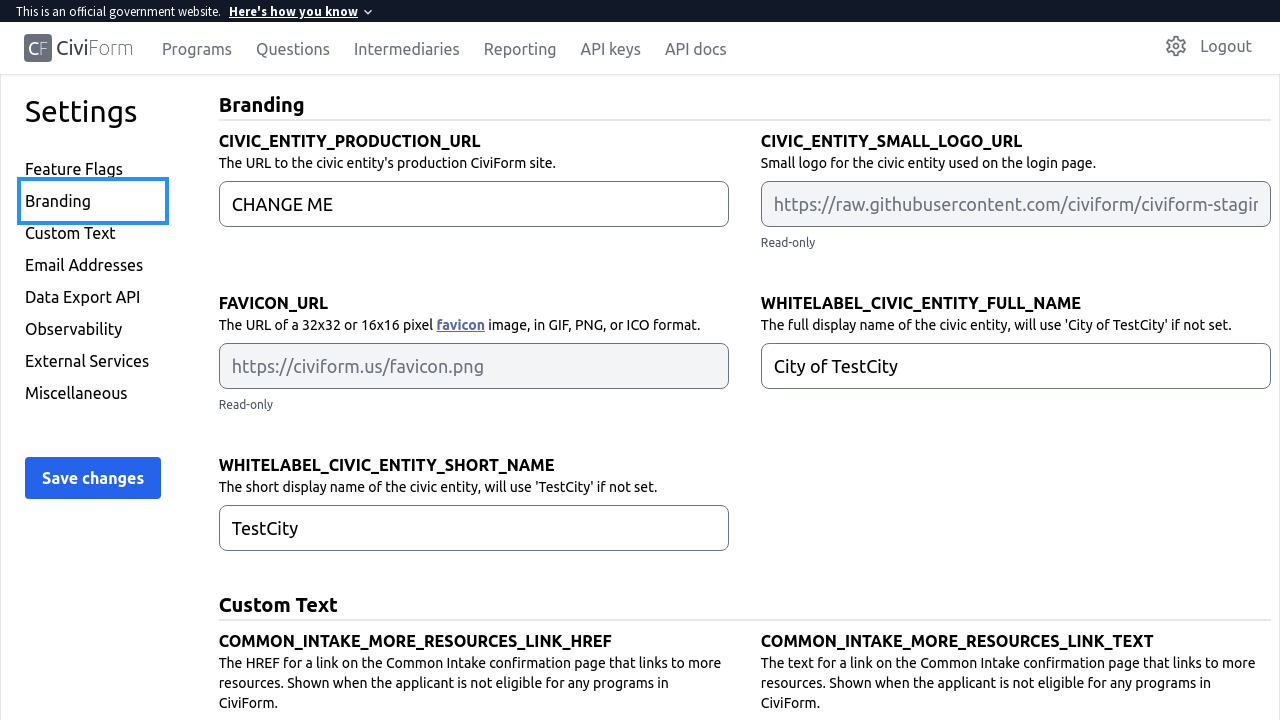 This is an official government website. Here's how you know
CF CiviForm Programs Questions Intermediaries Reporting API keys API docs Logout
Settings
Feature Flags
Branding
Custom Text
Email Addresses
Data Export API
Observability
External Services
Miscellaneous
Save changes
Branding
CIVIC_ENTITY_PRODUCTION_URL
The URL to the civic entity's production CiviForm site.
CHANGE ME
CIVIC_ENTITY_SMALL_LOGO_URL
Small logo for the civic entity used on the login page.
https://raw.githubusercontent.com/civiform/civiform-stagin
Read-only
FAVICON_URL
The URL of a 32x32 or 16x16 pixel favicon image, in GIF, PNG, or ICO format.
https://civiform.us/favicon.png
Read-only
WHITELABEL_CIVIC_ENTITY_FULL_NAME
The full display name of the civic entity, will use 'City of TestCity' if not set.
City of TestCity
WHITELABEL_CIVIC_ENTITY_SHORT_NAME
The short display name of the civic entity, will use 'TestCity' if not set.
TestCity
Custom Text
COMMON_INTAKE_MORE_RESOURCES_LINK_HREF
The HREF for a link on the Common Intake confirmation page that links to more
resources. Shown when the applicant is not eligible for any programs in
CiviForm.
COMMON_INTAKE_MORE_RESOURCES_LINK_TEXT
The text for a link on the Common Intake confirmation page that links to more
resources. Shown when the applicant is not eligible for any programs in
CiviForm.